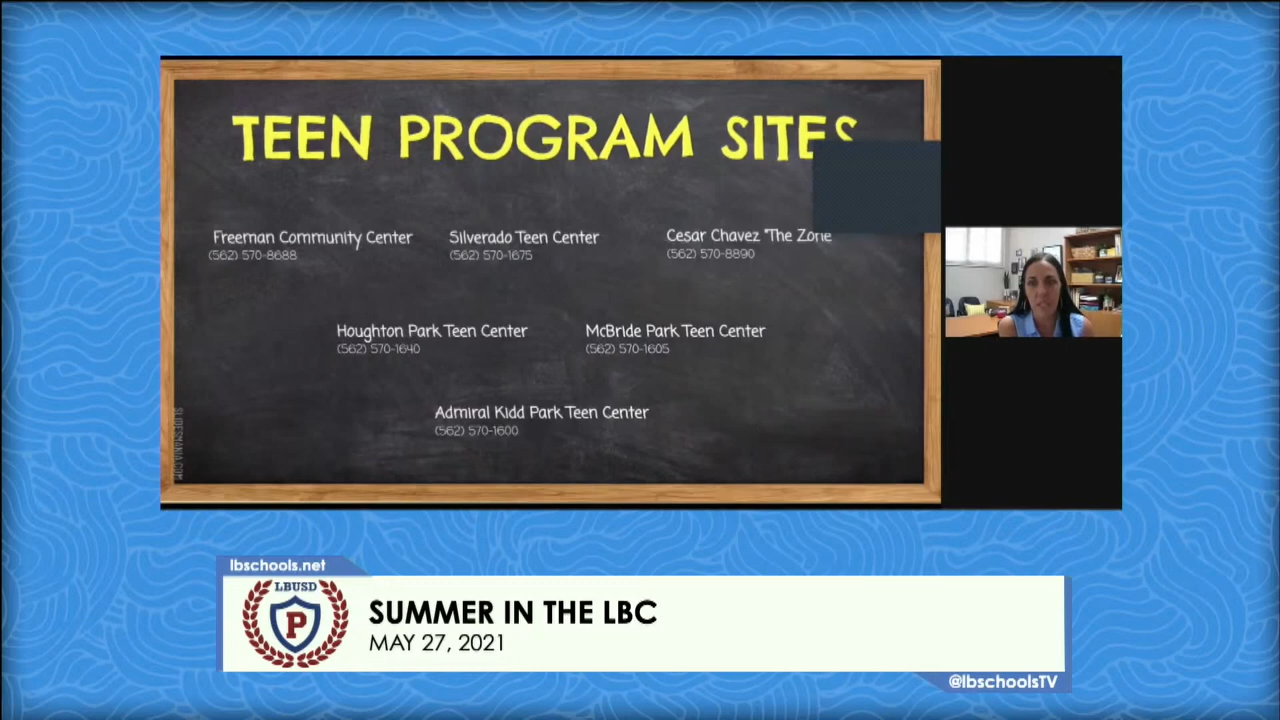 TEEN PROGRAM SITES
Freeman Community Center
(562) 570-8688
Silverado Teen Center
(562) 570-1675
Cesar Chavez "The Zone
(562) 570-8890
Houghton Park Teen Center
(562) 570-1640
McBride Park Teen Center
(562) 570-1605
Admiral Kidd Park Teen Center
(562) 570-1600
SLIDESMANIA.COM
lbschools.net
LBUSD
P
SUMMER IN THE LBC
MAY 27, 2021
@lbschoolsTV